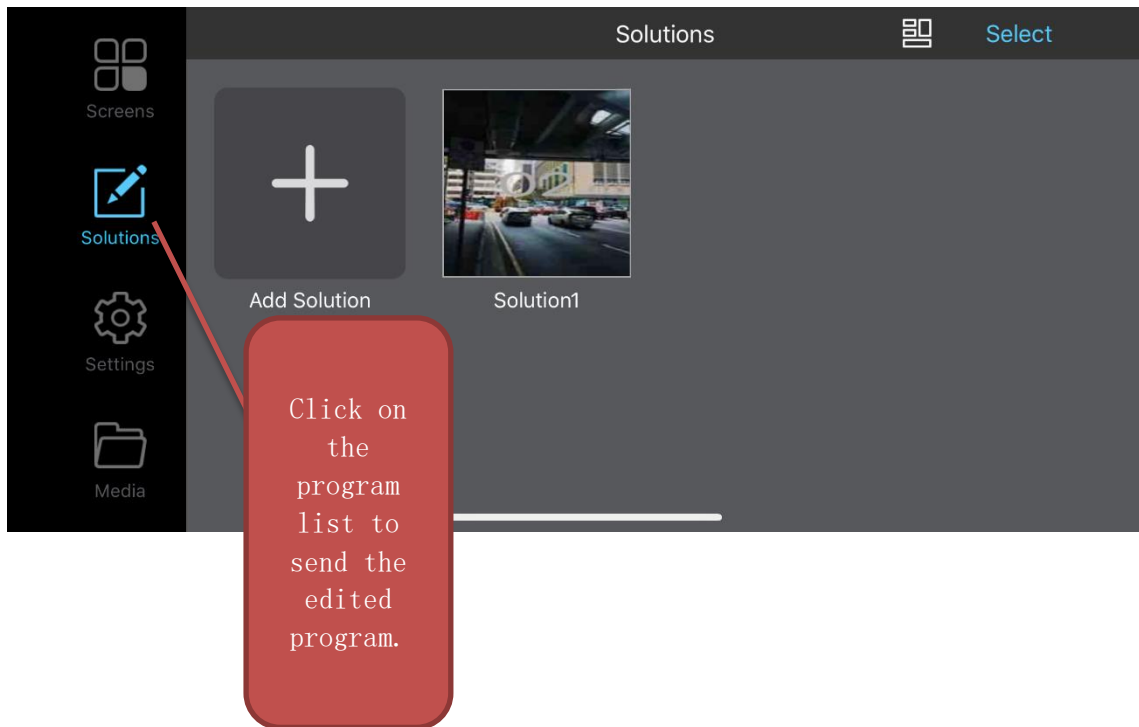 Solutions
Select
Screens
Solutions
Settings
Media
Add Solution
Solution1
Click on
the
program
list to
send the
edited
program.